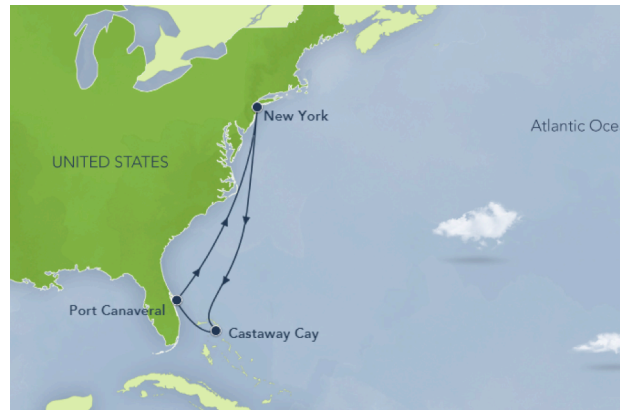 New York
Atlantic Oce
UNITED STATES
Port Canaveral
Castaway Cay